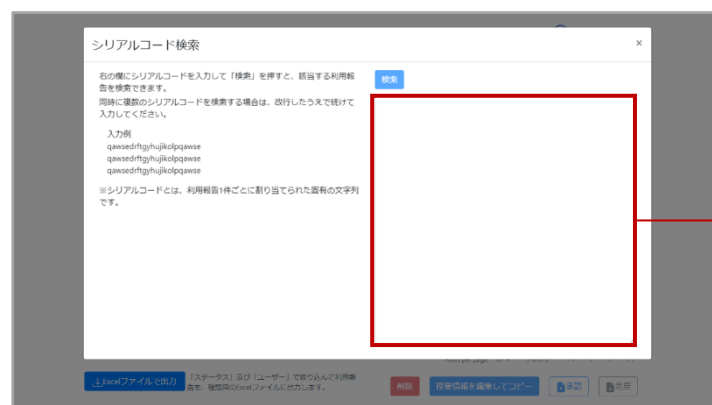 シリアルコード検索
×
右の欄にシリアルコードを入力して「検索」を押すと、該当する利用報
告を検索できます。
同時に複数のシリアルコードを検索する場合は、改行したうえで続けて
入力してください。
入力例
qawsedrftgyhujikolpqawse
qawsedrftgyhujikolpqawse
qawsedrftgyhujikolpqawse
※シリアルコードとは、利用報告1件ごとに割り当てられた固有の文字列
です。
検索
Excelファイルで出力
「ステータス」及び「ユーザー」で絞り込んだ利用報
告を、確認用のExcelファイルに出力します。
削除
授業情報を編集してコピー
承認
差戻